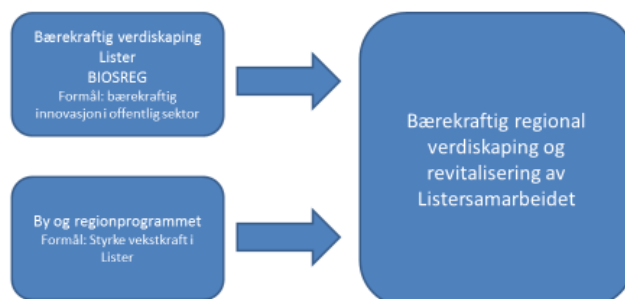 Bærekraftig verdiskaping
Lister
BIOSREG
Formål: bærekraftig
innovasjon i offentlig sektor
By og regionprogrammet
Formål: Styrke vekstkraft i
Lister
Bærekraftig regional
verdiskaping og
revitalisering av
Listersamarbeidet